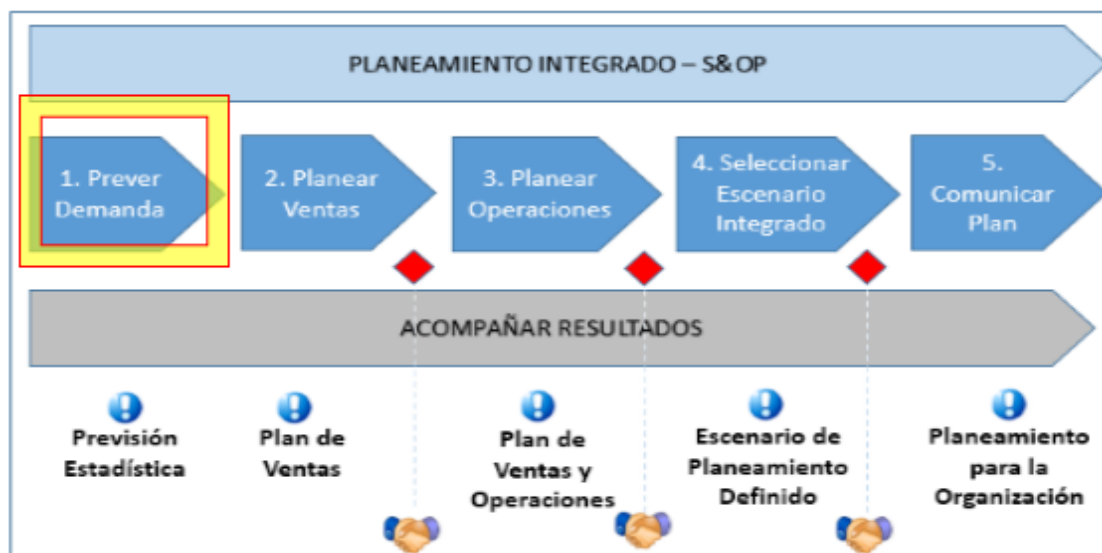 PLANEAMIENTO INTEGRADO – S&OP
1. Prever
Demanda
2. Planear
Ventas
3. Planear
Operaciones
4. Seleccionar
Escenario
Integrado
5.
Comunicar
Plan
ACOMPAÑAR RESULTADOS
Previsión
Estadística
Plan de
Ventas
Plan de
Ventas y
Operaciones
Escenario de
Planeamiento
Definido
Planeamiento
para la
Organización